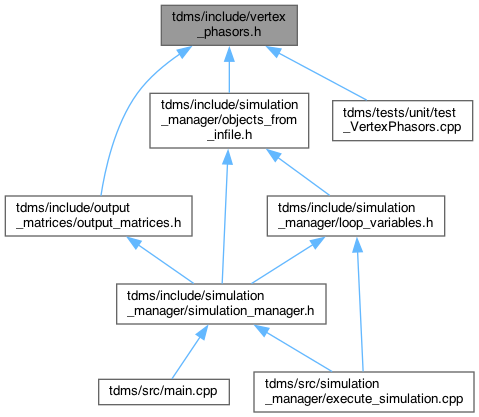 tdms/include/vertex
_phasors.h
tdms/include/simulation
_manager/objects_from
_infile.h
tdms/tests/unit/test
_VertexPhasors.cpp
tdms/include/output
_matrices/output_matrices.h
tdms/include/simulation
_manager/loop_variables.h
tdms/include/simulation
_manager/simulation_manager.h
tdms/src/main.cpp
tdms/src/simulation
_manager/execute_simulation.cpp